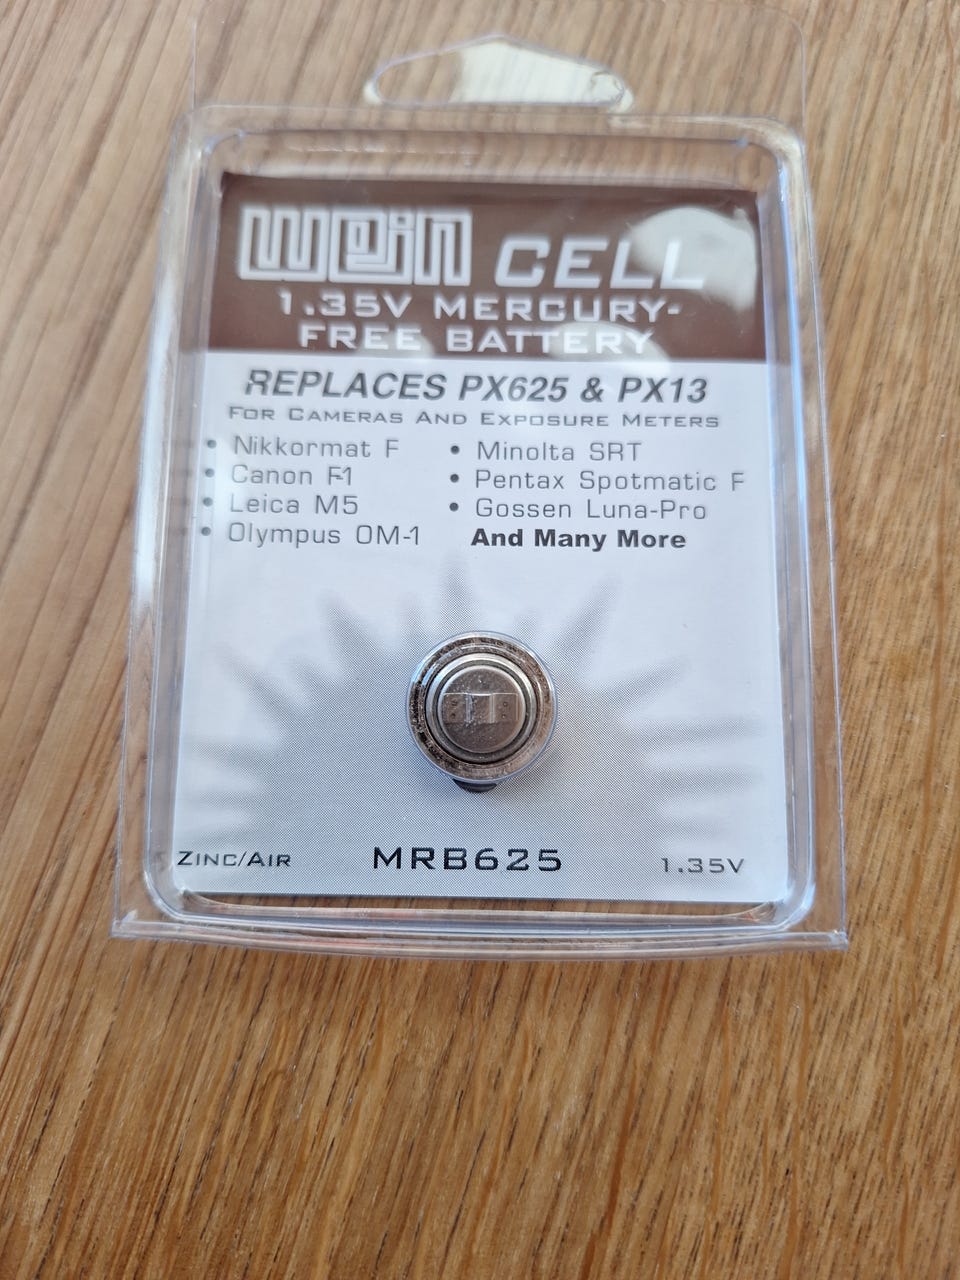 Wein CELL
1.35V MERCURY-
FREE BATTERY
REPLACES PX625 & PX13
FOR CAMERAS AND EXPOSURE METERS
• Nikkormat F
• Canon F-1
• Leica M5
• Olympus OM-1
• Minolta SRT
• Pentax Spotmatic F
• Gossen Luna-Pro
And Many More
ZINC/AIR
MRB625
1.35V